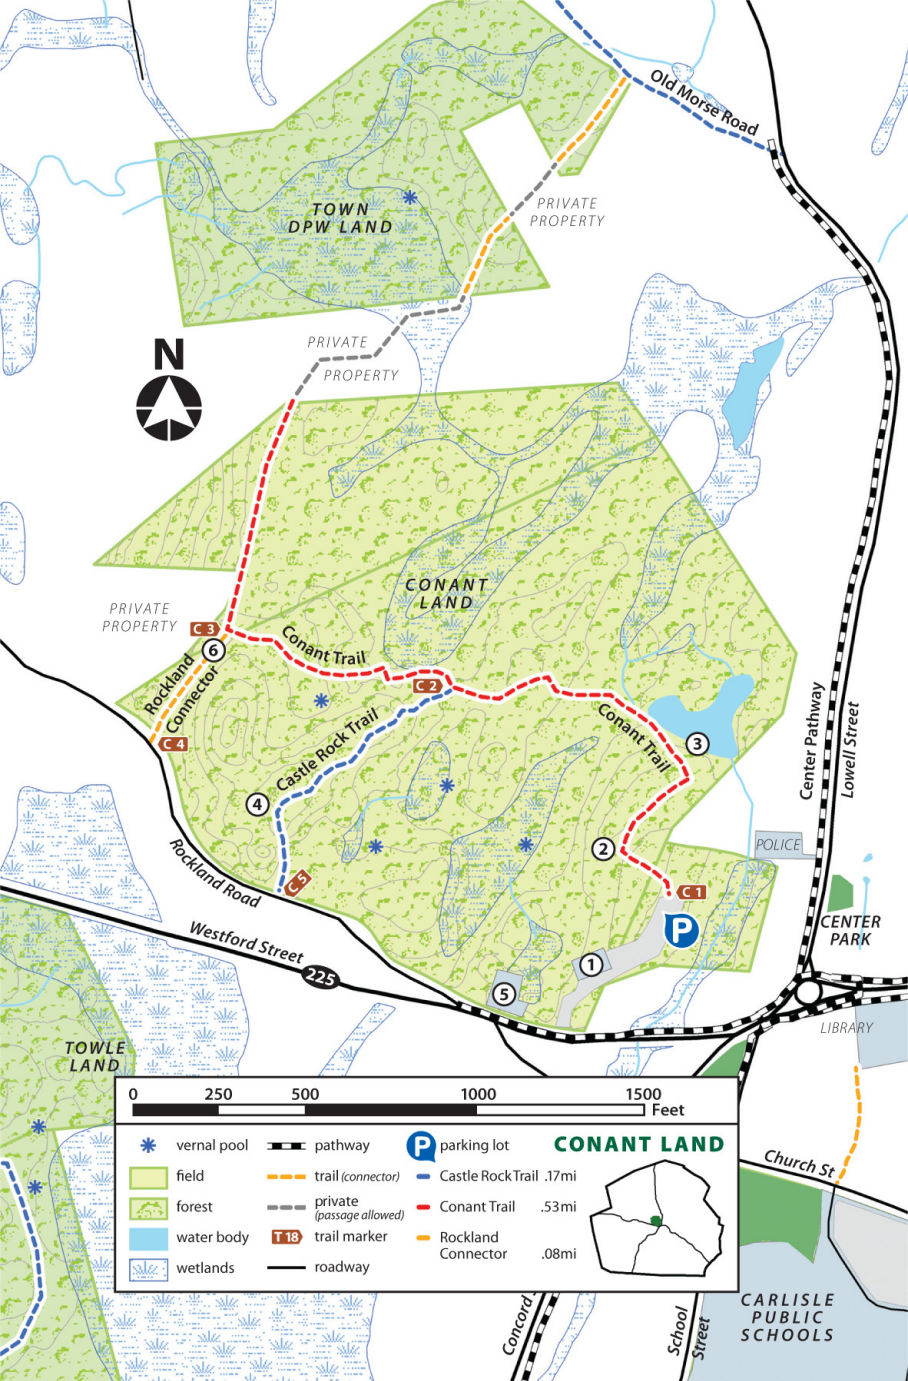 Old Morse Road
PRIVATE
PROPERTY
TOWN
DPW LAND
N
PRIVATE
PROPERTY
CONANT
LAND
PRIVATE
PROPERTY
C 3
6
Conant Trail
Rockland
Connector
C 2
C 4
Castle Rock Trail
Conant Trail
3
Center Pathway
Lowell Street
4
2
POLICE
C 5
C 1
Rockland Road
P
CENTER
PARK
Westford Street
225
1
5
LIBRARY
TOWLE
LAND
0 250 500 1000 1500
Feet
vernal pool
field
forest
water body
wetlands
pathway
trail (connector)
private
(passage allowed)
T 18 trail marker
roadway
P parking lot
Castle Rock Trail .17mi
Conant Trail .53mi
Rockland
Connector .08mi
CONANT LAND
Church St
CARLISLE
PUBLIC
SCHOOLS
Concord
School
Street